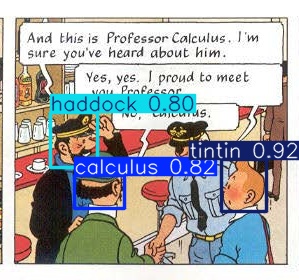 And this is Professor Calculus. I'm
sure you've heard about him.
Yes, yes. I proud to meet
you, Professor
No, Calculus.
haddock 0.80
tintin 0.92
calculus 0.82